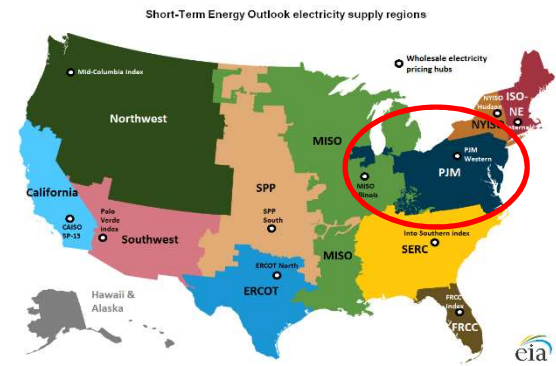 Short-Term Energy Outlook electricity supply regions
Mid-Columbia Index
Wholesale electricity
pricing hubs
Northwest
MISO
NYISO
Hudson
ISO-
NE
Internal
NYISO
PJM
Western
PJM
MISO
Illinois
California
SPP
Palo
Verde
Index
CAISO
SP-15
SPP
South
Southwest
Into Southern Index
SERC
MISO
ERCOT North
ERCOT
Hawaii &
Alaska
FRCC
Index
FRCC
eia